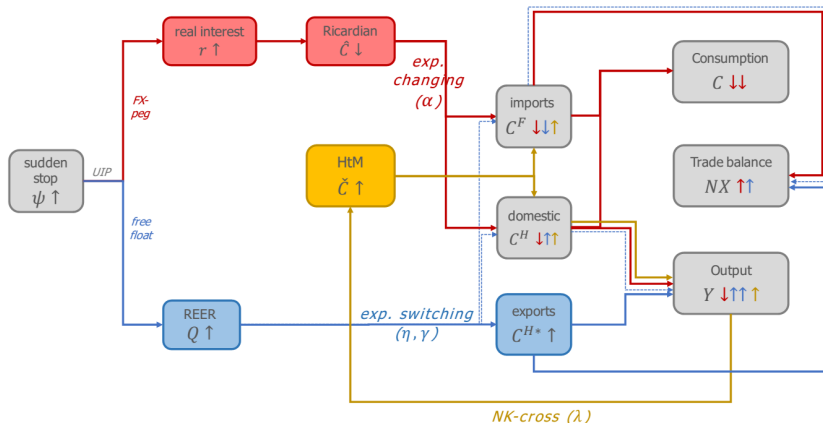 real interest
r ↑
Ricardian
Ĉ ↓
exp.
changing
(α)
Consumption
C ↓↓
imports
C^F ↓↓↑
FX-
peg
sudden
stop
ψ ↑
UIP
HtM
Č ↑
Trade balance
NX ↑↑
domestic
C^H ↓↑↑
free
float
Output
Y ↓↑↑↑
REER
Q ↑
exp. switching
(η,γ)
exports
C^{H*} ↑
NK-cross (λ)